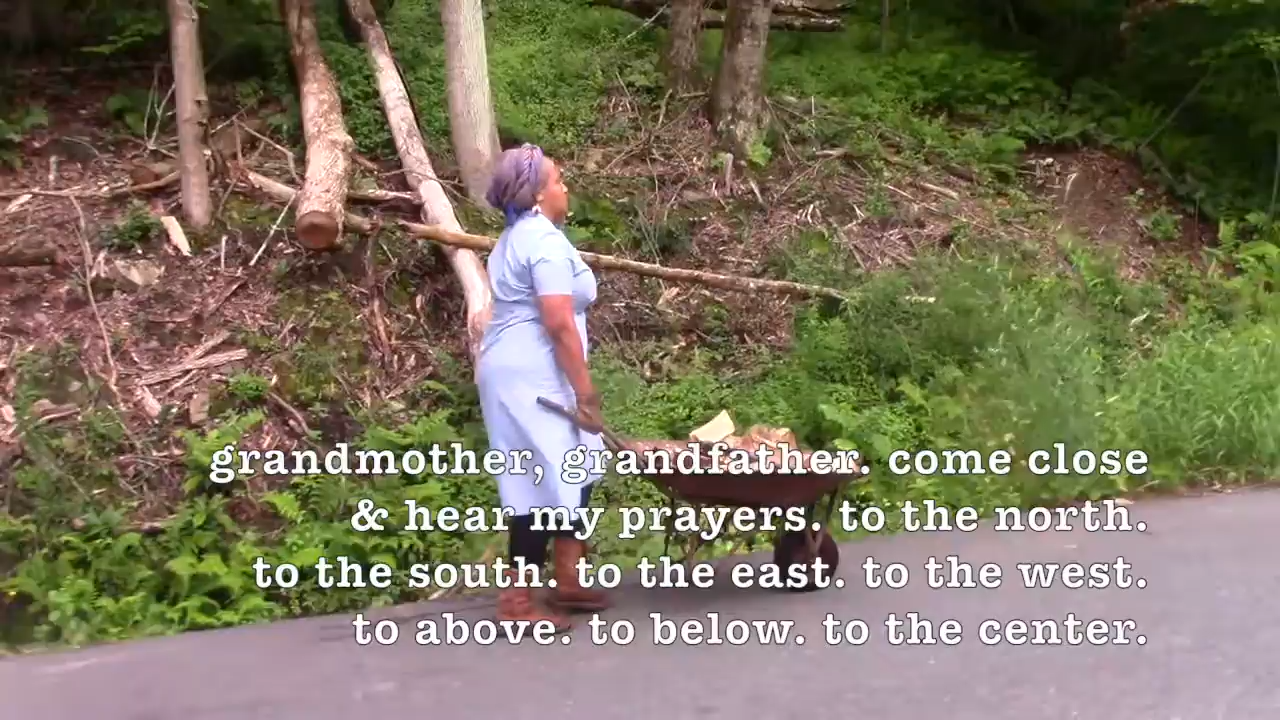 grandmother, grandfather. come close
& hear my prayers. to the north.
to the south. to the east. to the west.
to above. to below. to the center.